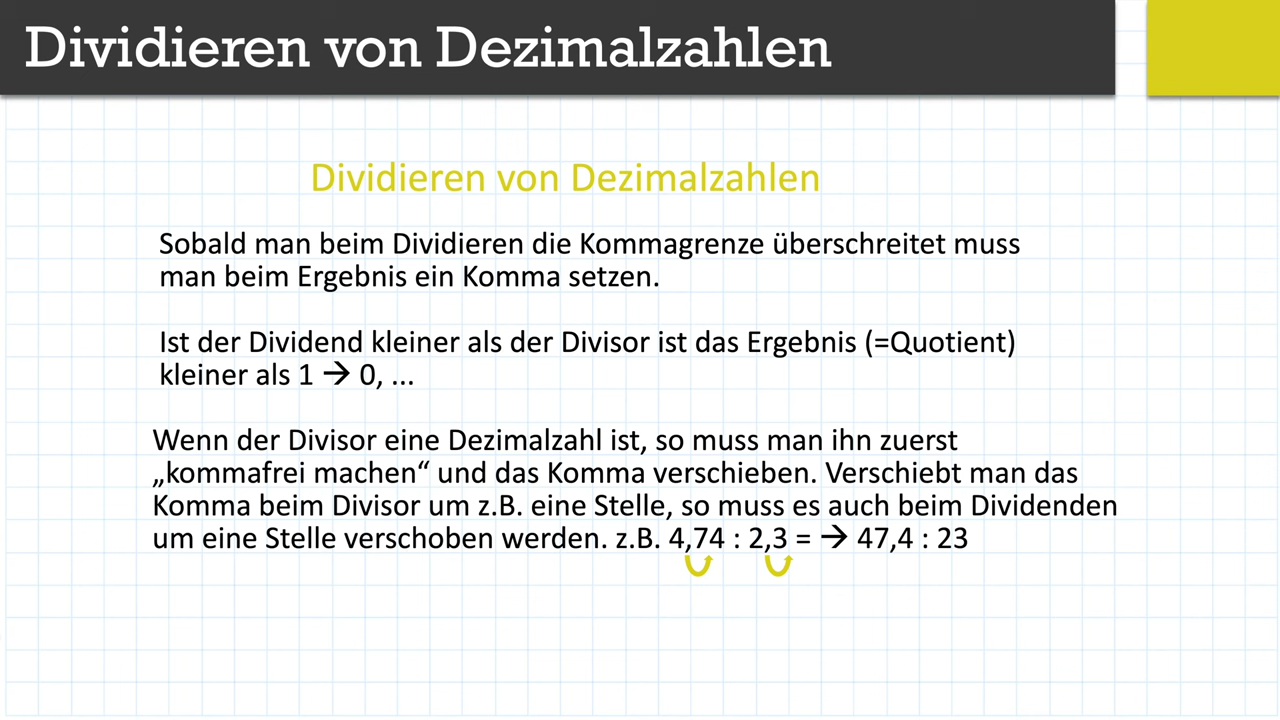 Dividieren von Dezimalzahlen
Dividieren von Dezimalzahlen
Sobald man beim Dividieren die Kommagrenze überschreitet muss
man beim Ergebnis ein Komma setzen.
Ist der Dividend kleiner als der Divisor ist das Ergebnis (=Quotient)
kleiner als 1 → 0, ...
Wenn der Divisor eine Dezimalzahl ist, so muss man ihn zuerst
„kommafrei machen“ und das Komma verschieben. Verschiebt man das
Komma beim Divisor um z.B. eine Stelle, so muss es auch beim Dividenden
um eine Stelle verschoben werden. z.B. 4,74 : 2,3 = → 47,4 : 23